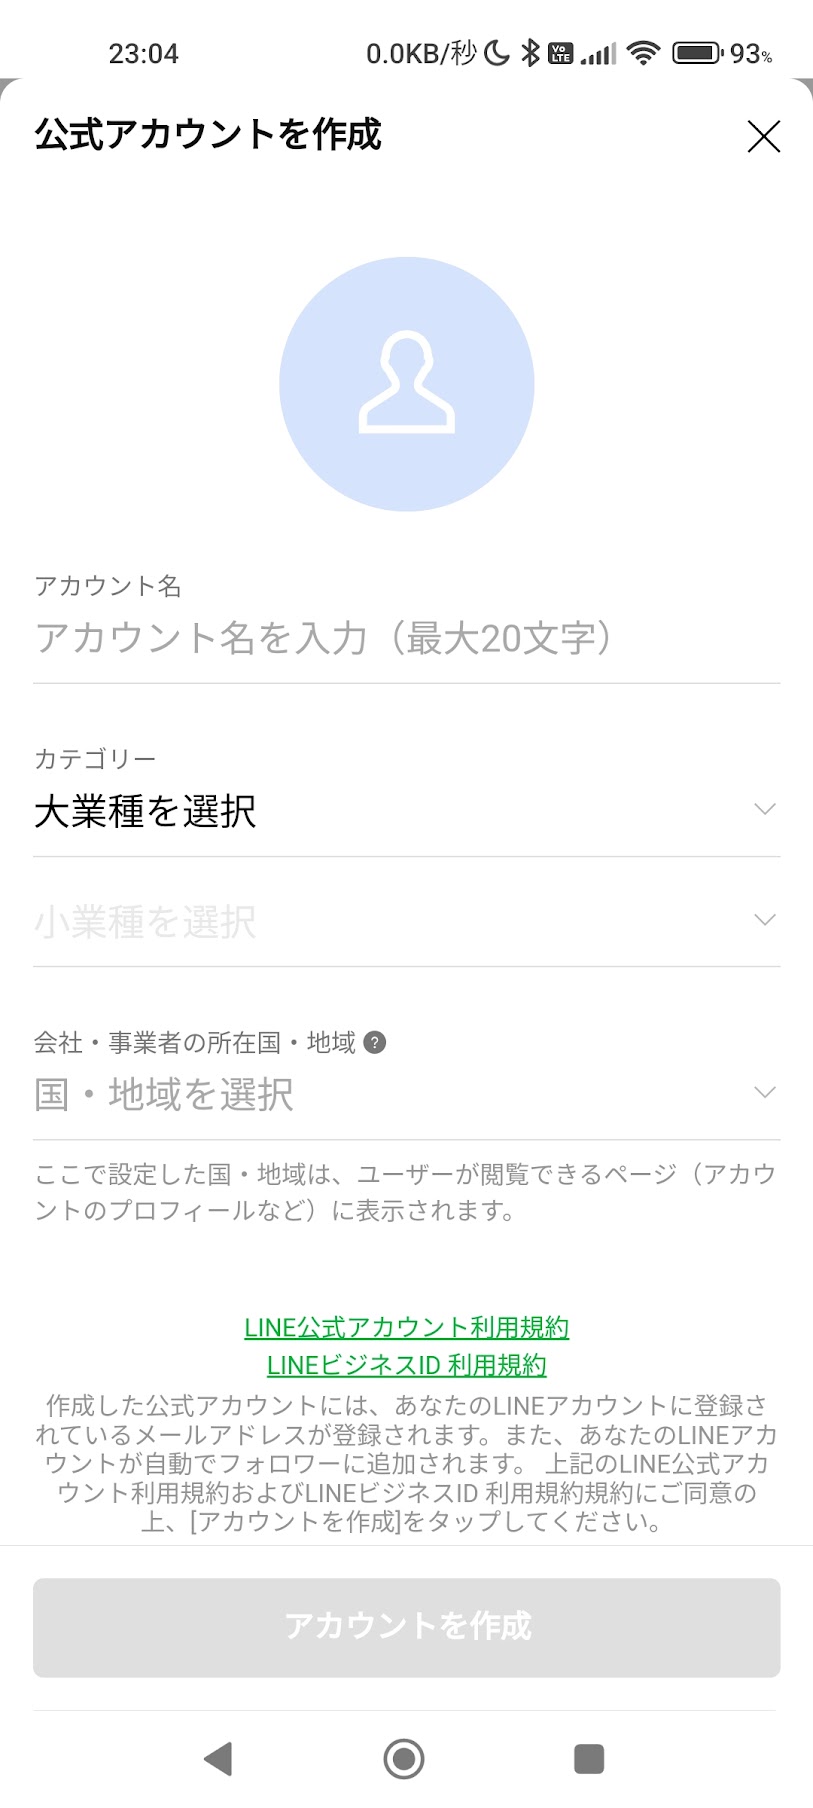 23:04 0.0KB/秒 Vo LTE 93%
公式アカウントを作成
アカウント名
アカウント名を入力（最大20文字）
カテゴリー
大業種を選択
小業種を選択
会社・事業者の所在国・地域 ?
国・地域を選択
ここで設定した国・地域は、ユーザーが閲覧できるページ（アカウ
ントのプロフィールなど）に表示されます。
LINE公式アカウント利用規約
LINEビジネスID 利用規約
作成した公式アカウントには、あなたのLINEアカウントに登録さ
れているメールアドレスが登録されます。また、あなたのLINEアカ
ウントが自動でフォロワーに追加されます。 上記のLINE公式アカ
ウント利用規約およびLINEビジネスID 利用規約規約にご同意の
上、[アカウントを作成]をタップしてください。
アカウントを作成